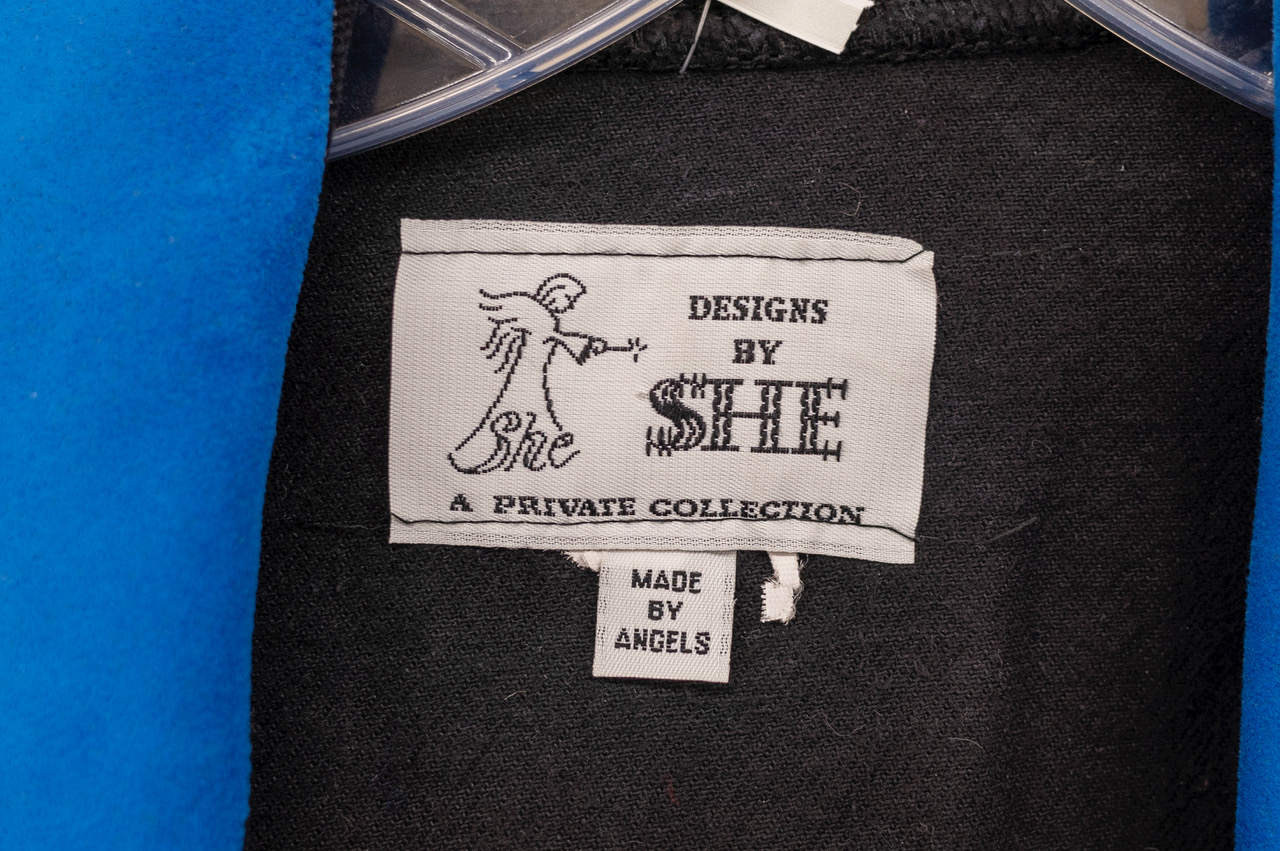 She
DESIGNS
BY
SHE
A PRIVATE COLLECTION
MADE
BY
ANGELS